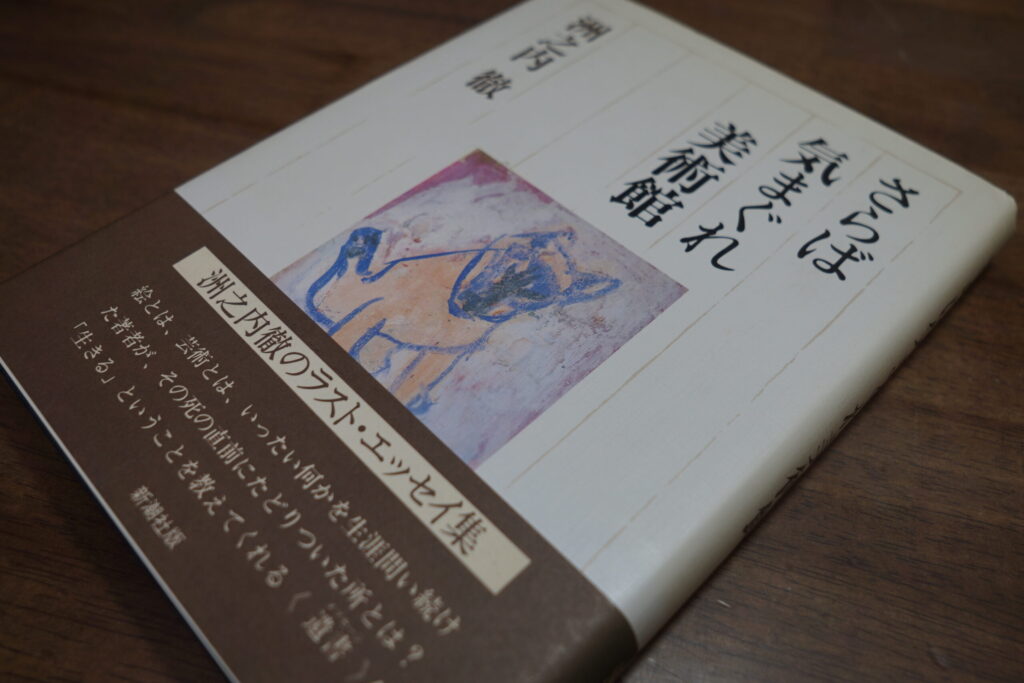 さらば
気まぐれ
美術館
洲之内 徹
洲之内徹のラスト・エッセイ集
絵とは、芸術とは、いったい何かを生涯問い続け
た著者が、その死の直前にたどりついた所とは？
「生きる」ということを教えてくれる〈遺書〉
新潮社版